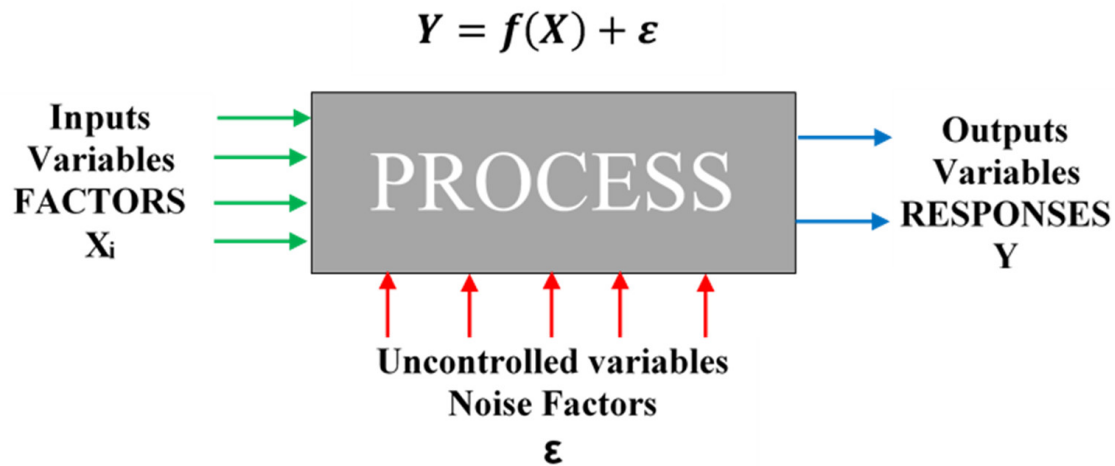 Y = f(X) + ε
Inputs
Variables
FACTORS
Xi
PROCESS
Outputs
Variables
RESPONSES
Y
Uncontrolled variables
Noise Factors
ε